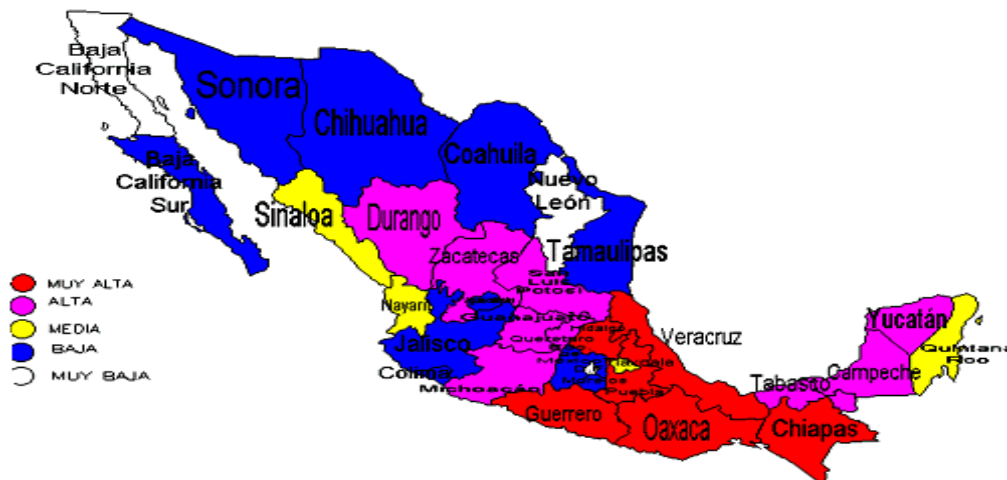 Baja
California
Norte
Sonora
Chihuahua
Coahuila
Baja
California
Sur
Nuevo
León
Sinaloa
Durango
Tamaulipas
Zacatecas
San
Luis
Potosí
MUY ALTA
ALTA
MEDIA
BAJA
MUY BAJA
Nayarit
Guanajuato
Jalisco
Queretero
Hidalgo
Veracruz
Yucatán
Quintana
Roo
Colima
Michoacán
Mexico
D.F
Tlaxcala
Morelos
Puebla
Tabasco
Campeche
Guerrero
Oaxaca
Chiapas